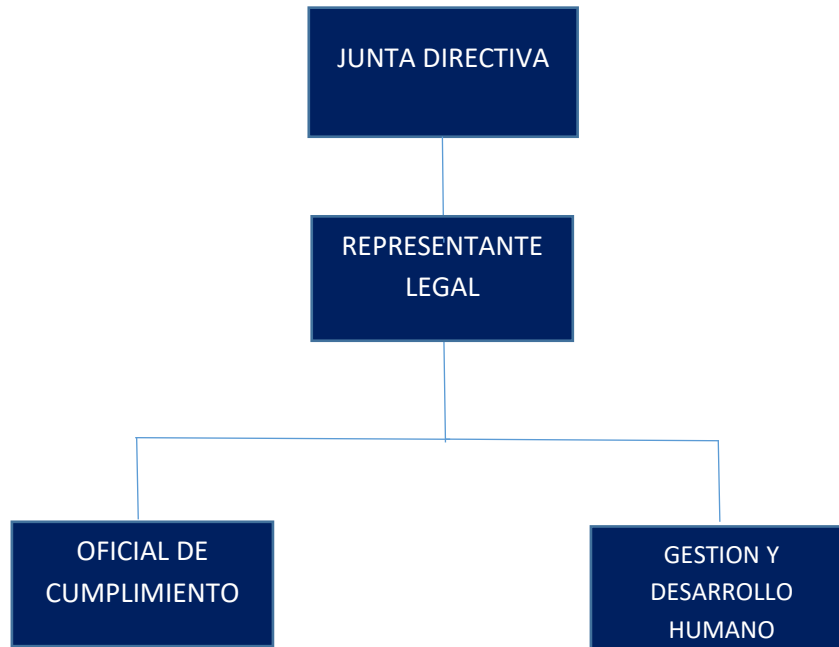 JUNTA DIRECTIVA
REPRESENTANTE
LEGAL
OFICIAL DE
CUMPLIMIENTO
GESTION Y
DESARROLLO
HUMANO